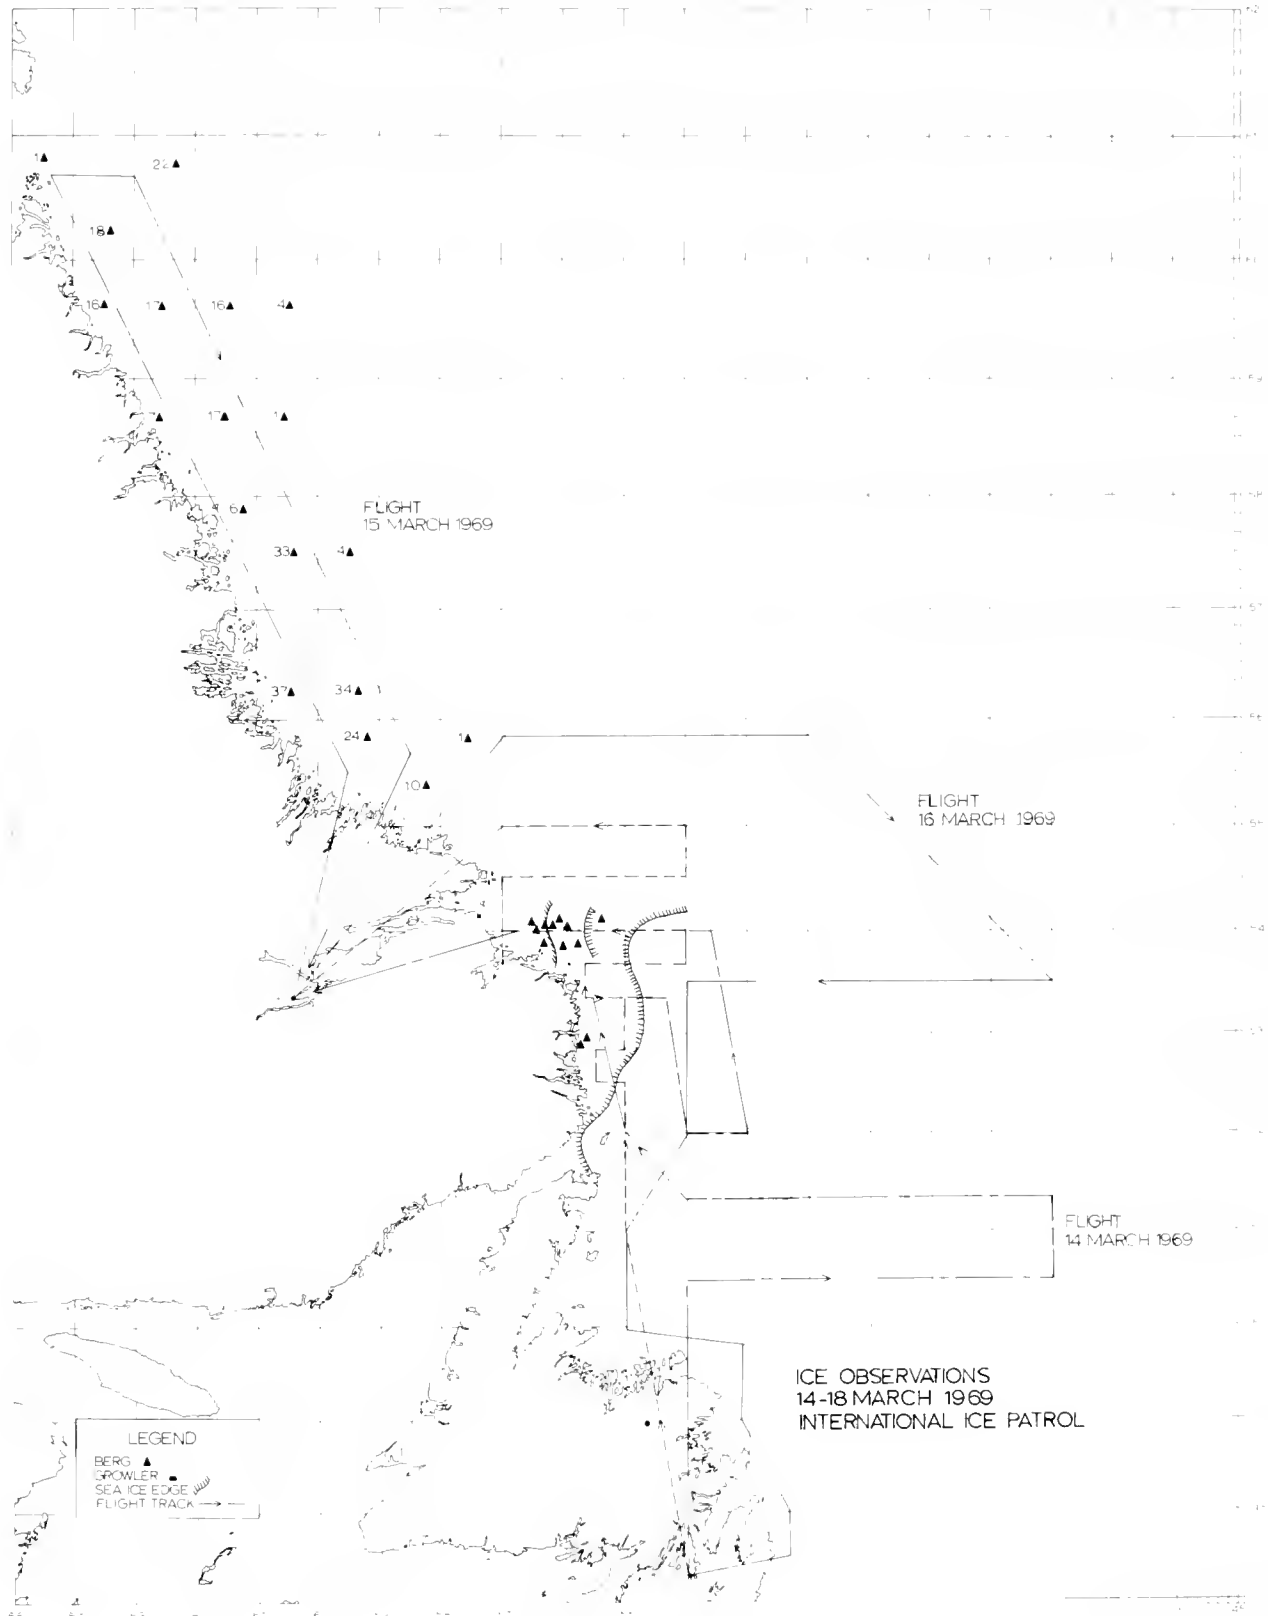 1
22
18
16 17 16 4
17 1
6
FLIGHT
15 MARCH 1969
33 4
37 34
24 1
10
FLIGHT
16 MARCH 1969
FLIGHT
14 MARCH 1969
ICE OBSERVATIONS
14-18 MARCH 1969
INTERNATIONAL ICE PATROL
LEGEND
BERG
GROWLER
SEA ICE EDGE
FLIGHT TRACK